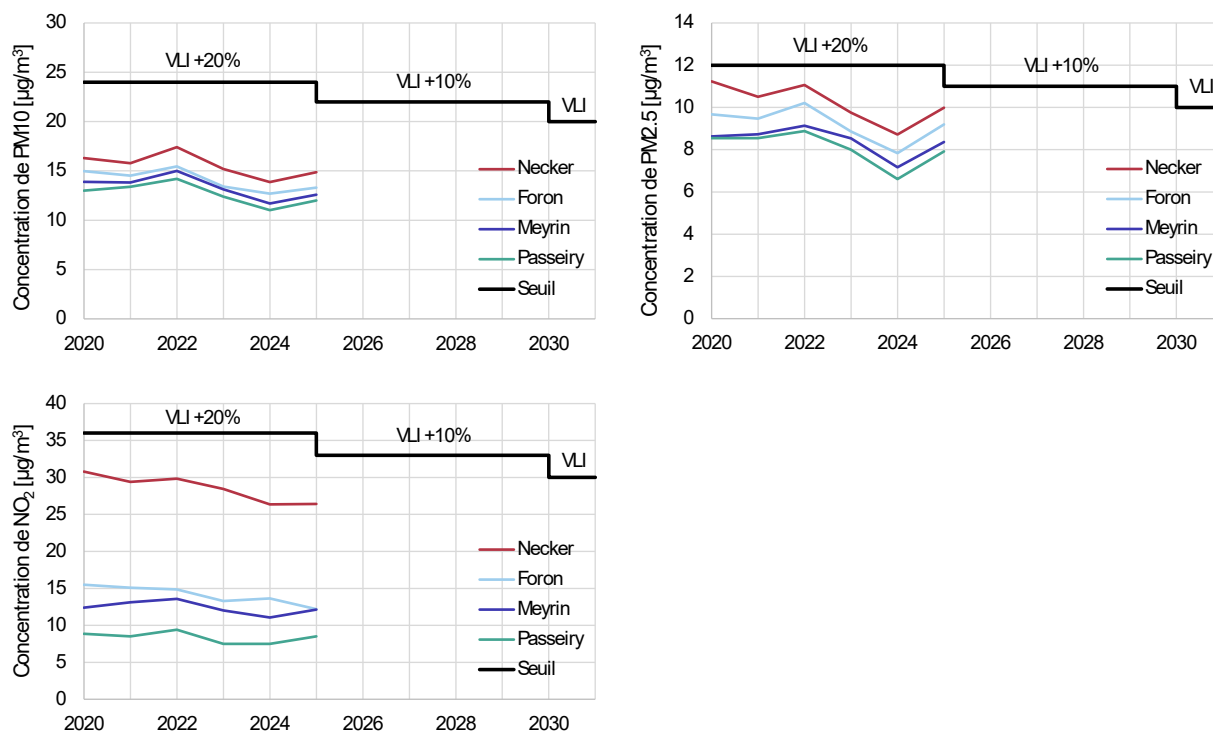 Concentration de PM10 [µg/m³]
30
25
20
15
10
5
0
VLI +20%
VLI +10%
VLI
Necker
Foron
Meyrin
Passeiry
Seuil
2020 2022 2024 2026 2028 2030
Concentration de PM2.5 [µg/m³]
14
12
10
8
6
4
2
0
VLI +20%
VLI +10%
VLI
Necker
Foron
Meyrin
Passeiry
Seuil
2020 2022 2024 2026 2028 2030
Concentration de NO₂ [µg/m³]
40
35
30
25
20
15
10
5
0
VLI +20%
VLI +10%
VLI
Necker
Foron
Meyrin
Passeiry
Seuil
2020 2022 2024 2026 2028 2030